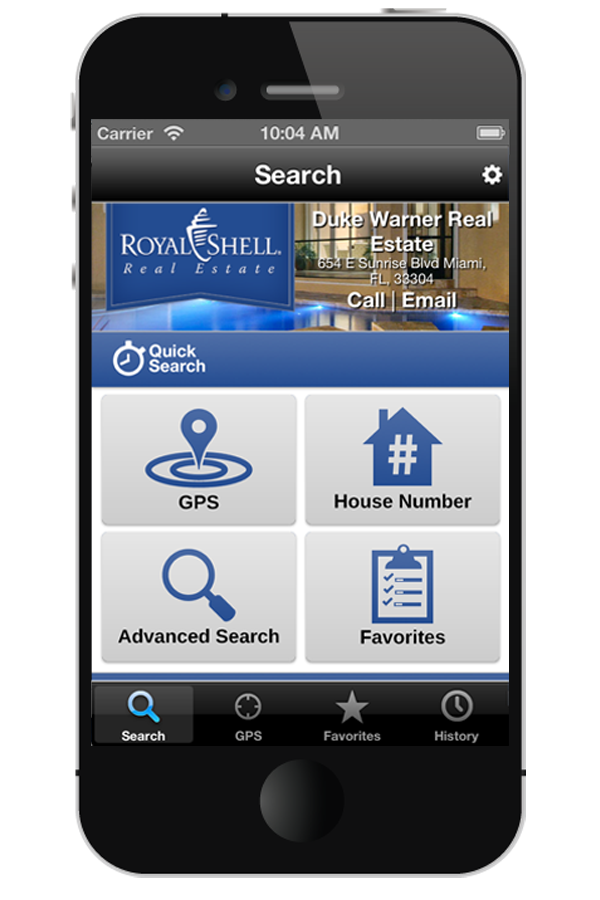 Carrier 10:04 AM
Search
ROYAL SHELL®
Real Estate
Duke Warner Real
Estate
654 E Sunrise Blvd Miami,
FL, 33304
Call | Email
Quick
Search
GPS
#
House Number
Advanced Search
Favorites
Search GPS Favorites History